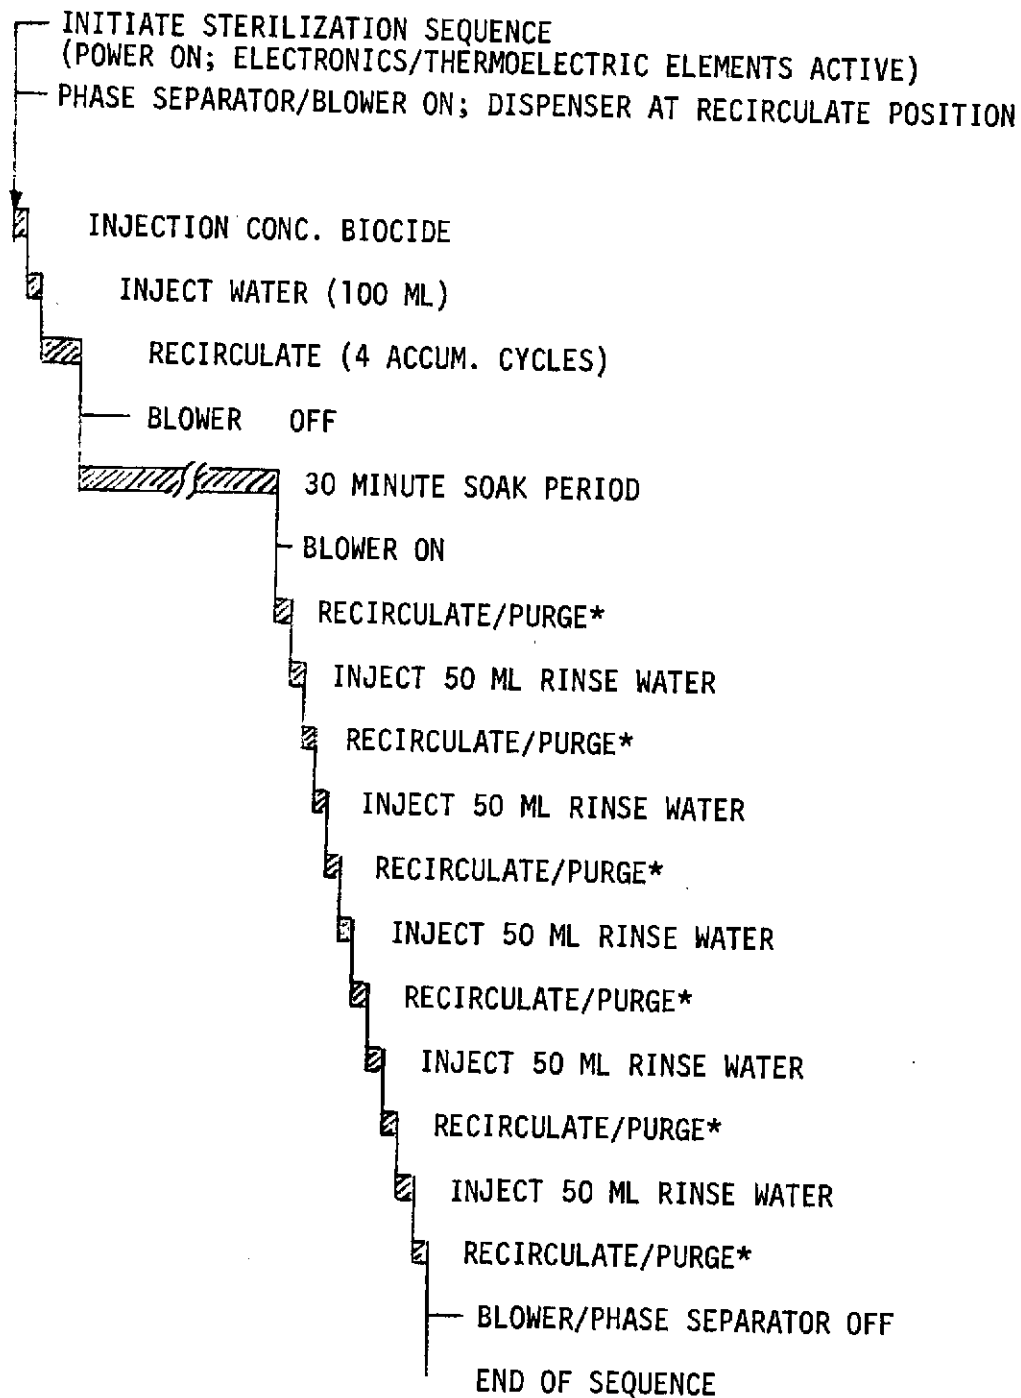 INITIATE STERILIZATION SEQUENCE
(POWER ON; ELECTRONICS/THERMOELECTRIC ELEMENTS ACTIVE)
PHASE SEPARATOR/BLOWER ON; DISPENSER AT RECIRCULATE POSITION
INJECTION CONC. BIOCIDE
INJECT WATER (100 ML)
RECIRCULATE (4 ACCUM. CYCLES)
BLOWER OFF
30 MINUTE SOAK PERIOD
BLOWER ON
RECIRCULATE/PURGE*
INJECT 50 ML RINSE WATER
RECIRCULATE/PURGE*
INJECT 50 ML RINSE WATER
RECIRCULATE/PURGE*
INJECT 50 ML RINSE WATER
RECIRCULATE/PURGE*
INJECT 50 ML RINSE WATER
RECIRCULATE/PURGE*
INJECT 50 ML RINSE WATER
RECIRCULATE/PURGE*
BLOWER/PHASE SEPARATOR OFF
END OF SEQUENCE